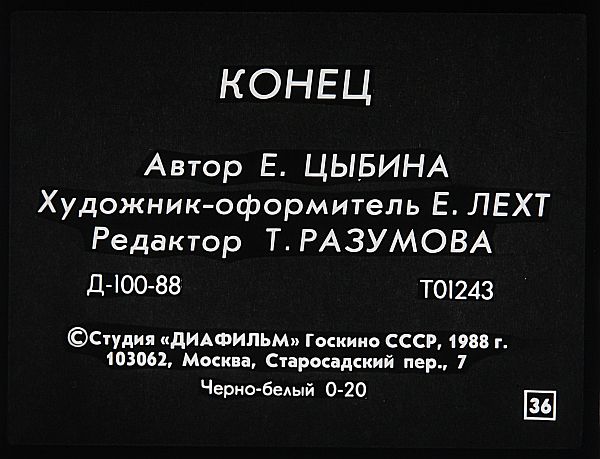 КОНЕЦ
Автор Е. ЦЫБИНА
Художник-оформитель Е. ЛЕХТ
Редактор Т. РАЗУМОВА
Д-100-88 Т01243
©Студия «ДИАФИЛЬМ» Госкино СССР, 1988 г.
103062, Москва, Старосадский пер., 7
Черно-белый 0-20
36